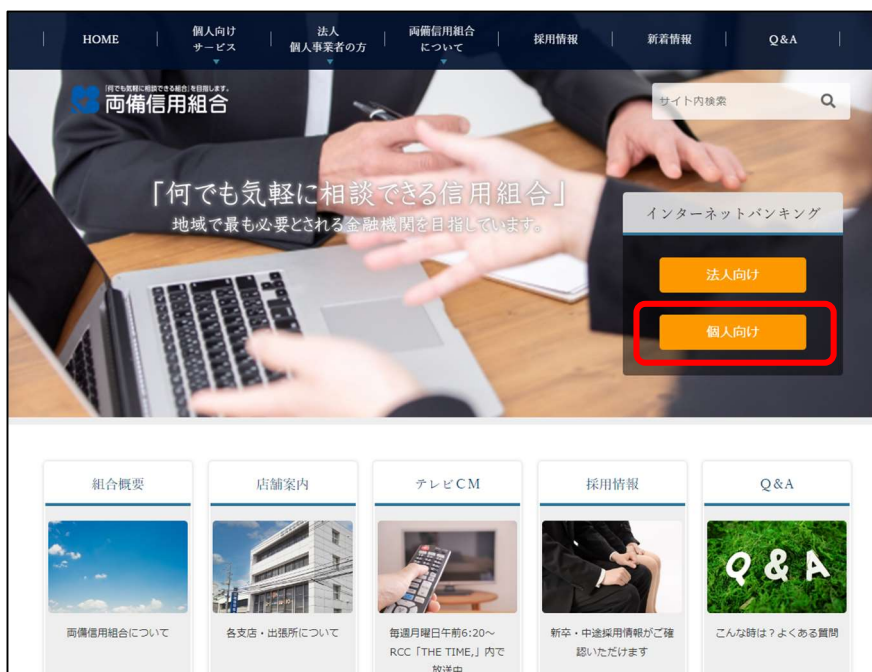 HOME
個人向け
サービス
法人
個人事業者の方
両備信用組合
について
採用情報
新着情報
Q&A
「何でも気軽に相談できる組合」を目指します。
両備信用組合
サイト内検索
「何でも気軽に相談できる信用組合」
地域で最も必要とされる金融機関を目指しています。
インターネットバンキング
法人向け
個人向け
組合概要
店舗案内
テレビCM
採用情報
Q&A
Q & A
両備信用組合について
各支店・出張所について
毎週月曜日午前6:20～
RCC「THE TIME,」内で
放送中
新卒・中途採用情報がご確
認いただけます
こんな時は？よくある質問